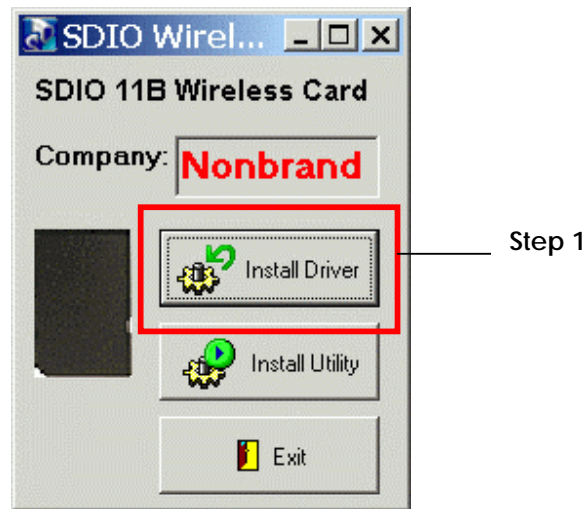 SDIO Wirel...
SDIO 11B Wireless Card
Company: Nonbrand
Install Driver
Step 1
Install Utility
Exit